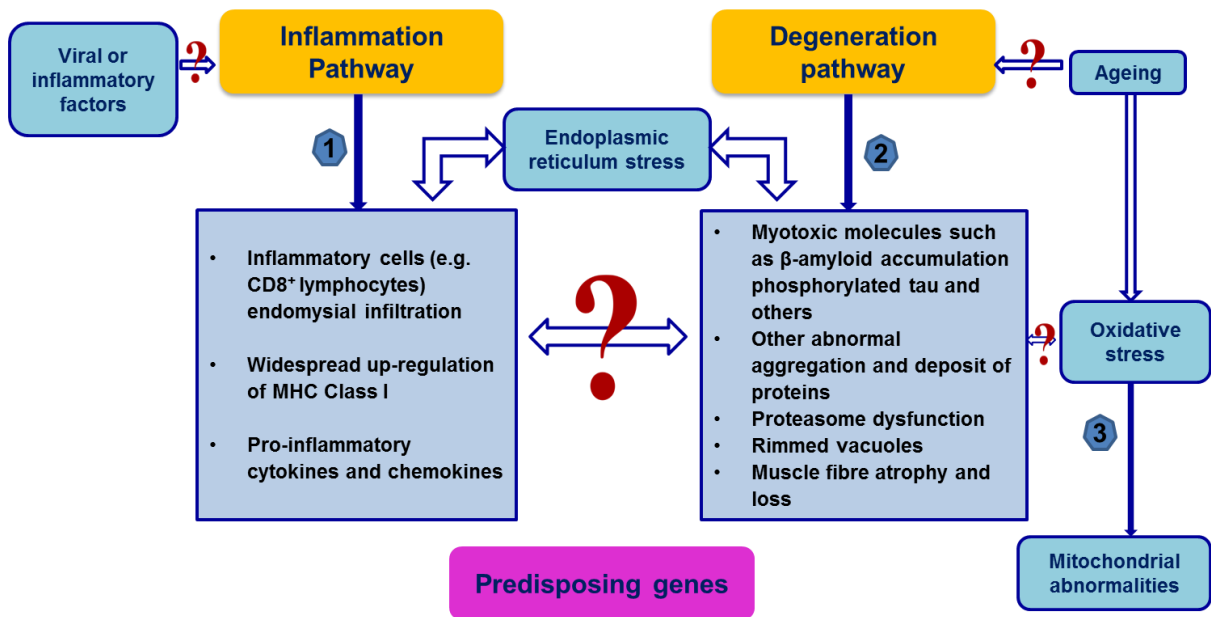 Viral or
inflammatory
factors
?
Inflammation
Pathway
Degeneration
pathway
?
Ageing
1
Endoplasmic
reticulum stress
2
• Inflammatory cells (e.g.
CD8⁺ lymphocytes)
endomysial infiltration
• Widespread up-regulation
of MHC Class I
• Pro-inflammatory
cytokines and chemokines
?
• Myotoxic molecules such
as β-amyloid accumulation
phosphorylated tau and
others
• Other abnormal
aggregation and deposit of
proteins
• Proteasome dysfunction
• Rimmed vacuoles
• Muscle fibre atrophy and
loss
?
Oxidative
stress
3
Mitochondrial
abnormalities
Predisposing genes